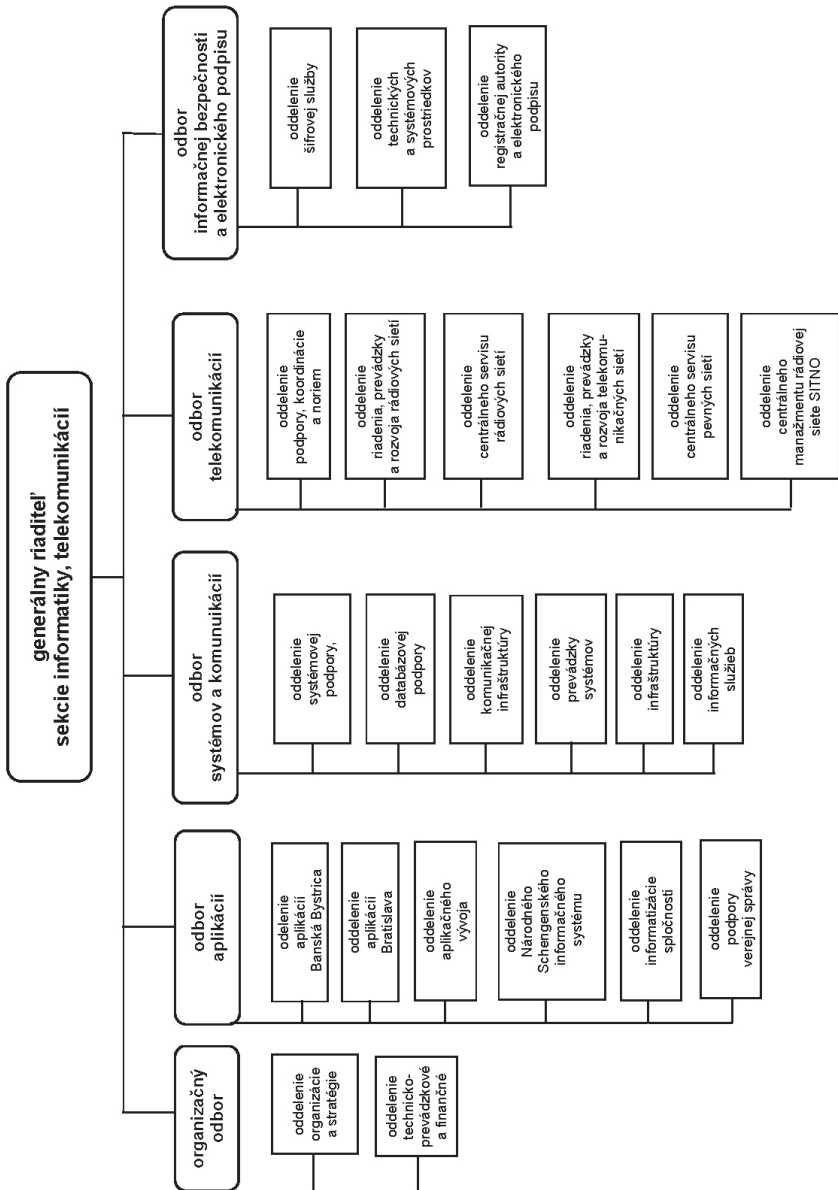 generálny riaditeľ
sekcie informatiky, telekomunikácií
organizačný
odbor
oddelenie
organizácie
a stratégie
oddelenie
technicko-
prevádzkové
a finančné
odbor
aplikácií
odelenie
aplikácií
Banská Bystrica
oddelenie
aplikácií
Bratislava
oddelenie
aplikačného
vývoja
oddelenie
Národného
Schengenského
informačného
systému
oddelenie
informatizácie
spločnosti
oddelenie
podpory
verejnej správy
odbor
systémov a komunuikácií
oddelenie
systémovej
podpory,
oddelenie
databázovej
podpory
oddelenie
komunikačnej
infraštruktúry
oddelenie
prevádzky
systémov
oddelenie
infraštruktúry
oddelenie
informačných
služieb
odbor
telekomunikácií
oddelenie
podpory, koordinácie
a noriem
oddelenie
riadenia, prevádzky
a rozvoja rádiových sietí
oddelenie
centrálneho servisu
rádiových sietí
oddelenie
riadenia, prevádzky
a rozvoja telekomu-
nikačných sietí
oddelenie
centrálneho servisu
pevných sietí
oddelenie
centrálneho
manažmentu rádiovej
siete SITNO
odbor
informačnej bezpečnosti
a elektronického podpisu
oddelenie
šifrovej služby
oddelenie
technických
a systémových
prostriedkov
oddelenie
registračnej autority
a elektronického
podpisu